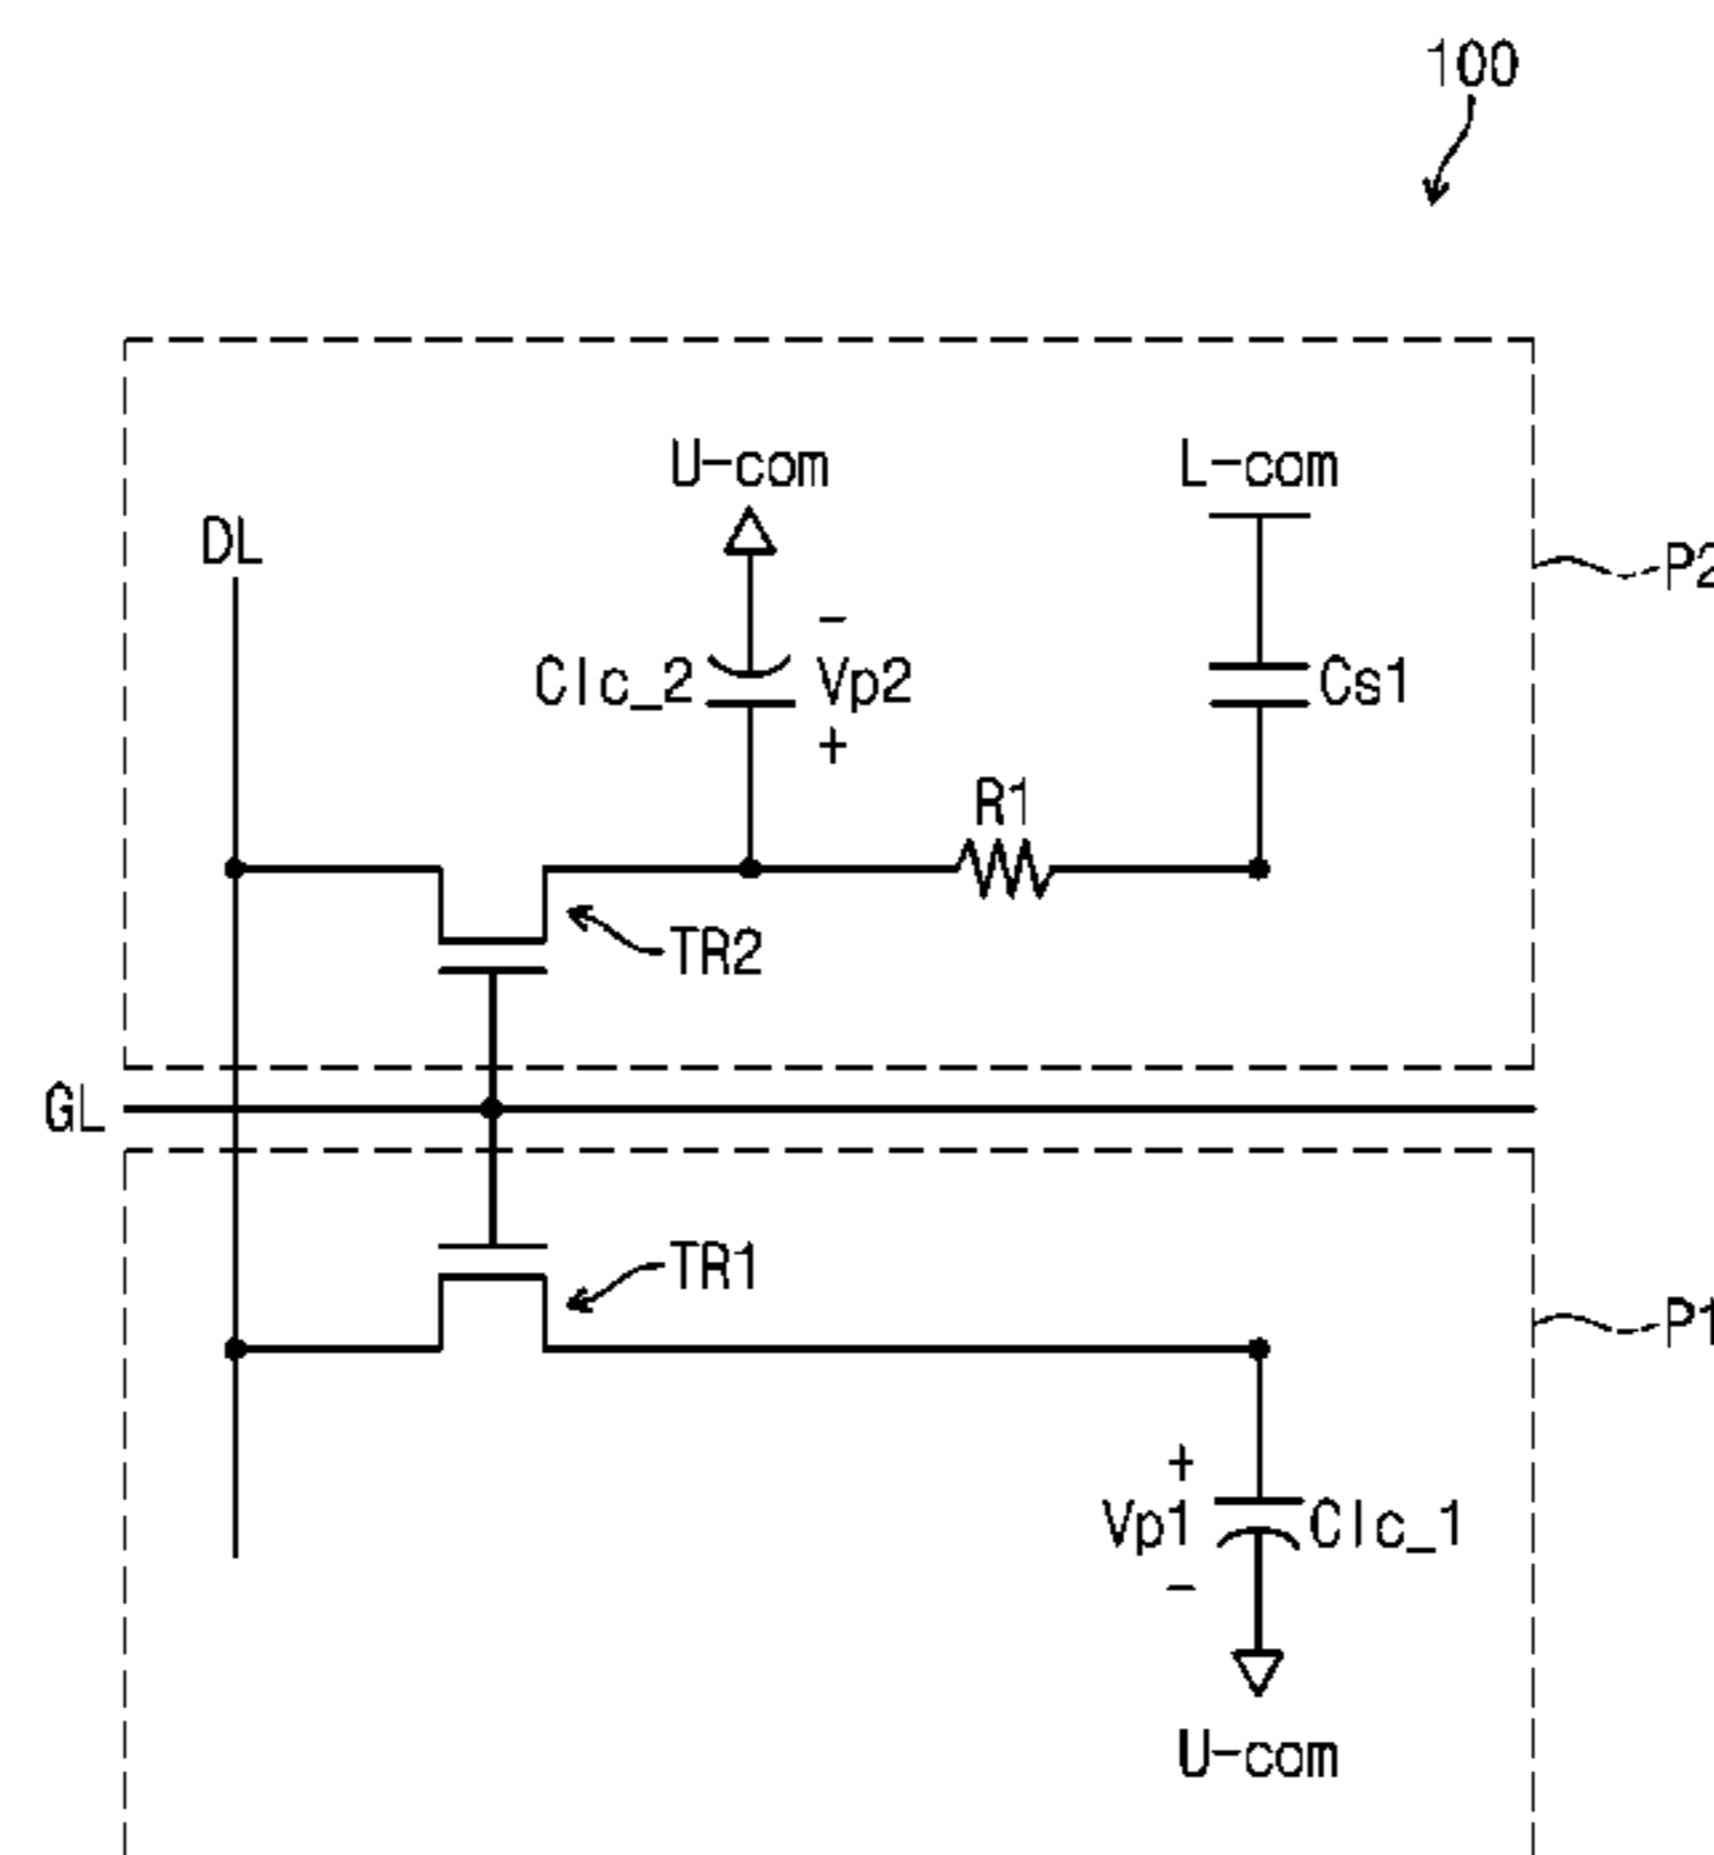 100
U-com
L-com
DL
P2
-
Clc_2
Vp2
Cs1
+
R1
TR2
GL
TR1
P1
+
Vp1
Clc_1
-
U-com